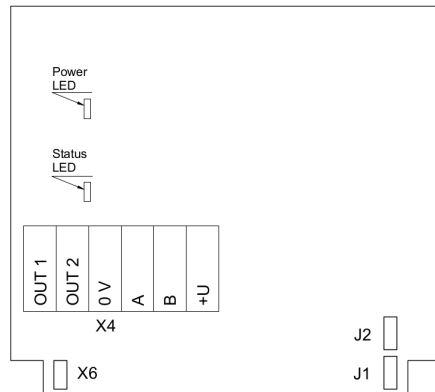 Power
LED
Status
LED
OUT 1
OUT 2
0 V
A
B
+U
X4
J2
X6
J1